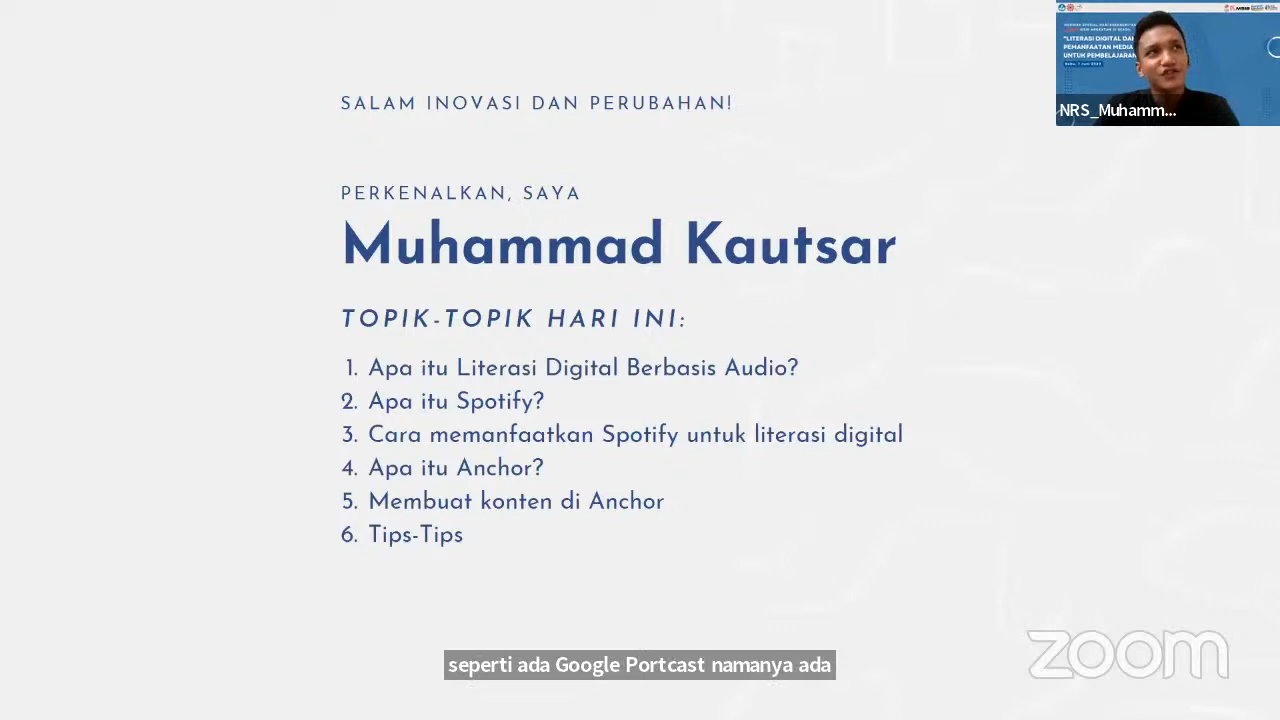 SALAM INOVASI DAN PERUBAHAN!
PERKENALKAN, SAYA
Muhammad Kautsar
TOPIK-TOPIK HARI INI:
1. Apa itu Literasi Digital Berbasis Audio?
2. Apa itu Spotify?
3. Cara memanfaatkan Spotify untuk literasi digital
4. Apa itu Anchor?
5. Membuat konten di Anchor
6. Tips-Tips
"LITERASI DIGITAL DAN
PEMANFAATAN MEDIA
UNTUK PEMBELAJARAN
NRS_Muhamm...
seperti ada Google Portcast namanya ada
zoom